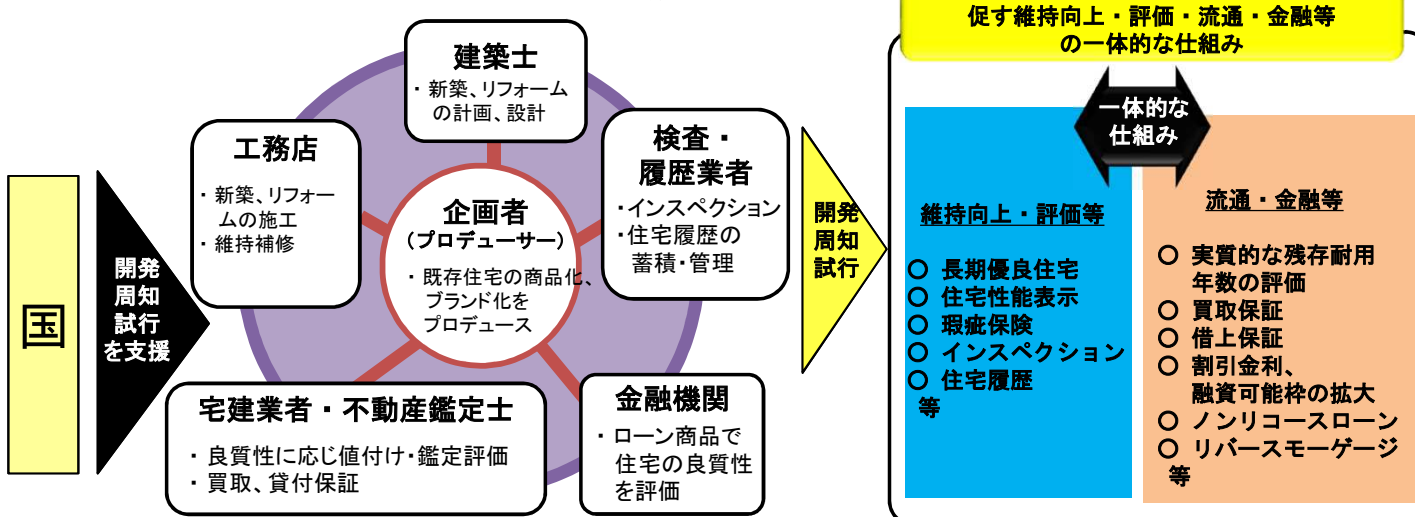 国
開発
周知
試行
を支援
建築士
・新築、リフォーム
の計画、設計
工務店
・新築、リフォー
ムの施工
・維持補修
検査・
履歴業者
・インスペクション
・住宅履歴の
蓄積・管理
企画者
(プロデューサー)
・既存住宅の商品化、
ブランド化を
プロデュース
宅建業者・不動産鑑定士
・良質性に応じ値付け・鑑定評価
・買取、貸付保証
金融機関
・ローン商品で
住宅の良質性
を評価
開発
周知
試行
促す維持向上・評価・流通・金融等
の一体的な仕組み
一体的な
仕組み
維持向上・評価等
○ 長期優良住宅
○ 住宅性能表示
○ 瑕疵保険
○ インスペクション
○ 住宅履歴
等
流通・金融等
○ 実質的な残存耐用
年数の評価
○ 買取保証
○ 借上保証
○ 割引金利、
融資可能枠の拡大
○ ノンリコースローン
○ リバースモーゲージ
等